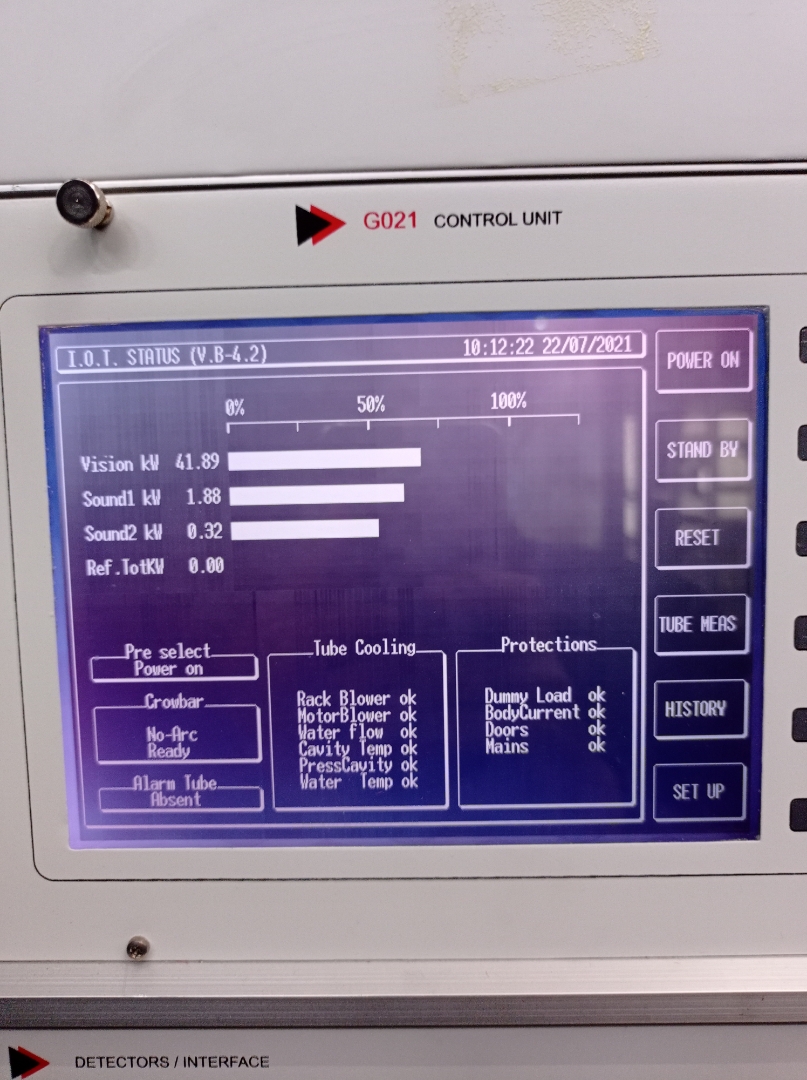 G021 CONTROL UNIT
I.O.T. STATUS (V.B-4.2) 10:12:22 22/07/2021
POWER ON
0% 50% 100%
STAND BY
Vision kW 41.89
Sound1 kW 1.88
Sound2 kW 0.32
RESET
Ref.TotKW 0.00
TUBE MEAS
Pre select
Power on
Crowbar
No-Arc
Ready
Alarm Tube
Absent
Tube Cooling
Rack Blower ok
MotorBlower ok
Water flow ok
Cavity Temp ok
PressCavity ok
Water Temp ok
Protections
Dummy Load ok
BodyCurrent ok
Doors ok
Mains ok
HISTORY
SET UP
DETECTORS / INTERFACE